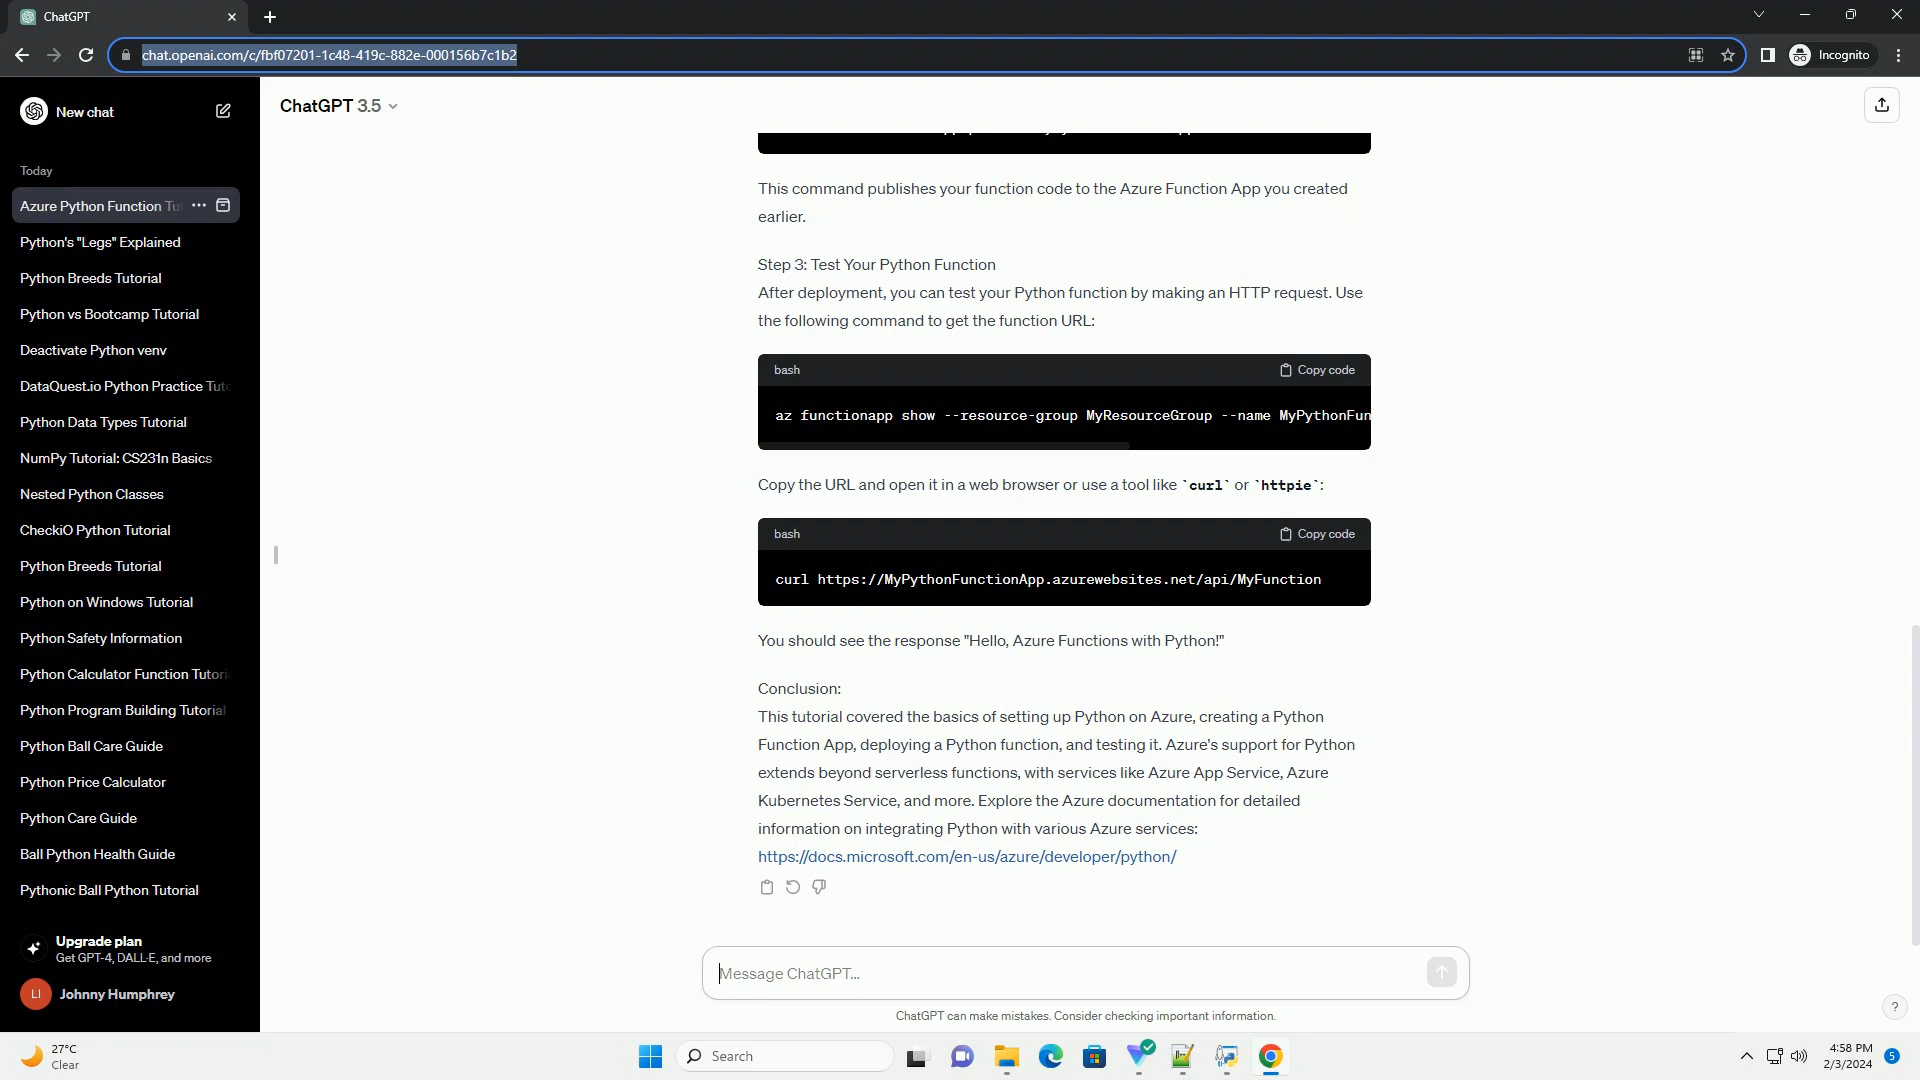 ChatGPT
chat.openai.com/c/fbf07201-1c48-419c-882e-000156b7c1b2
Incognito
New chat
Today
Azure Python Function Tu
Python's "Legs" Explained
Python Breeds Tutorial
Python vs Bootcamp Tutorial
Deactivate Python venv
DataQuest.io Python Practice Tuto
Python Data Types Tutorial
NumPy Tutorial: CS231n Basics
Nested Python Classes
CheckiO Python Tutorial
Python Breeds Tutorial
Python on Windows Tutorial
Python Safety Information
Python Calculator Function Tutori
Python Program Building Tutorial
Python Ball Care Guide
Python Price Calculator
Python Care Guide
Ball Python Health Guide
Pythonic Ball Python Tutorial
Upgrade plan
Get GPT-4, DALL·E, and more
LI Johnny Humphrey
ChatGPT 3.5
This command publishes your function code to the Azure Function App you created
earlier.
Step 3: Test Your Python Function
After deployment, you can test your Python function by making an HTTP request. Use
the following command to get the function URL:
bash Copy code
az functionapp show --resource-group MyResourceGroup --name MyPythonFun
Copy the URL and open it in a web browser or use a tool like `curl` or `httpie`:
bash Copy code
curl https://MyPythonFunctionApp.azurewebsites.net/api/MyFunction
You should see the response "Hello, Azure Functions with Python!"
Conclusion:
This tutorial covered the basics of setting up Python on Azure, creating a Python
Function App, deploying a Python function, and testing it. Azure's support for Python
extends beyond serverless functions, with services like Azure App Service, Azure
Kubernetes Service, and more. Explore the Azure documentation for detailed
information on integrating Python with various Azure services:
https://docs.microsoft.com/en-us/azure/developer/python/
Message ChatGPT...
ChatGPT can make mistakes. Consider checking important information.
?
27°C
Clear
Search
4:58 PM
2/3/2024
5